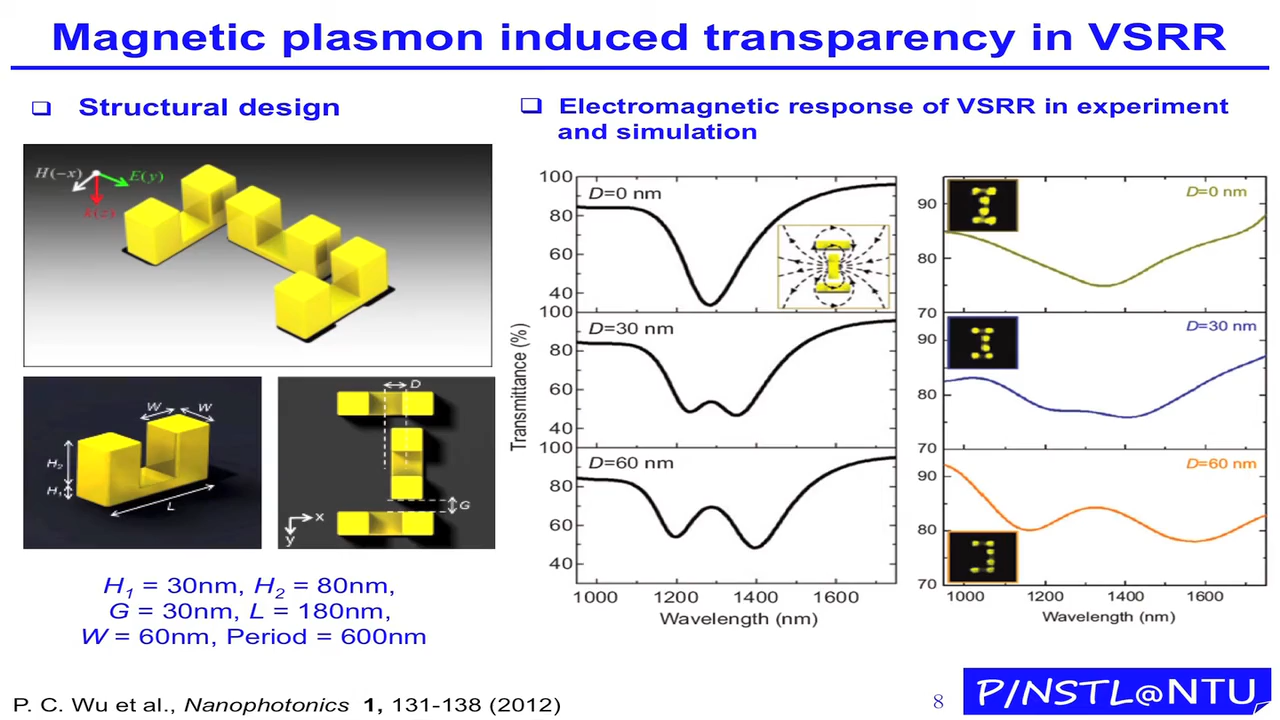 Magnetic plasmon induced transparency in VSRR
❑ Structural design
H(−x)
E(y)
K(z)
W W
H2
H1
L
D
G
x
y
H1 = 30nm, H2 = 80nm,
G = 30nm, L = 180nm,
W = 60nm, Period = 600nm
❑ Electromagnetic response of VSRR in experiment
and simulation
Transmittance (%)
100
80
60
40
D=0 nm
100
80
60
40
D=30 nm
100
80
60
40
D=60 nm
1000 1200 1400 1600
Wavelength (nm)
90
80
70
D=0 nm
90
80
70
D=30 nm
90
80
70
D=60 nm
1000 1200 1400 1600
Wavelength (nm)
P. C. Wu et al., Nanophotonics 1, 131-138 (2012)
8
P/NSTL@NTU